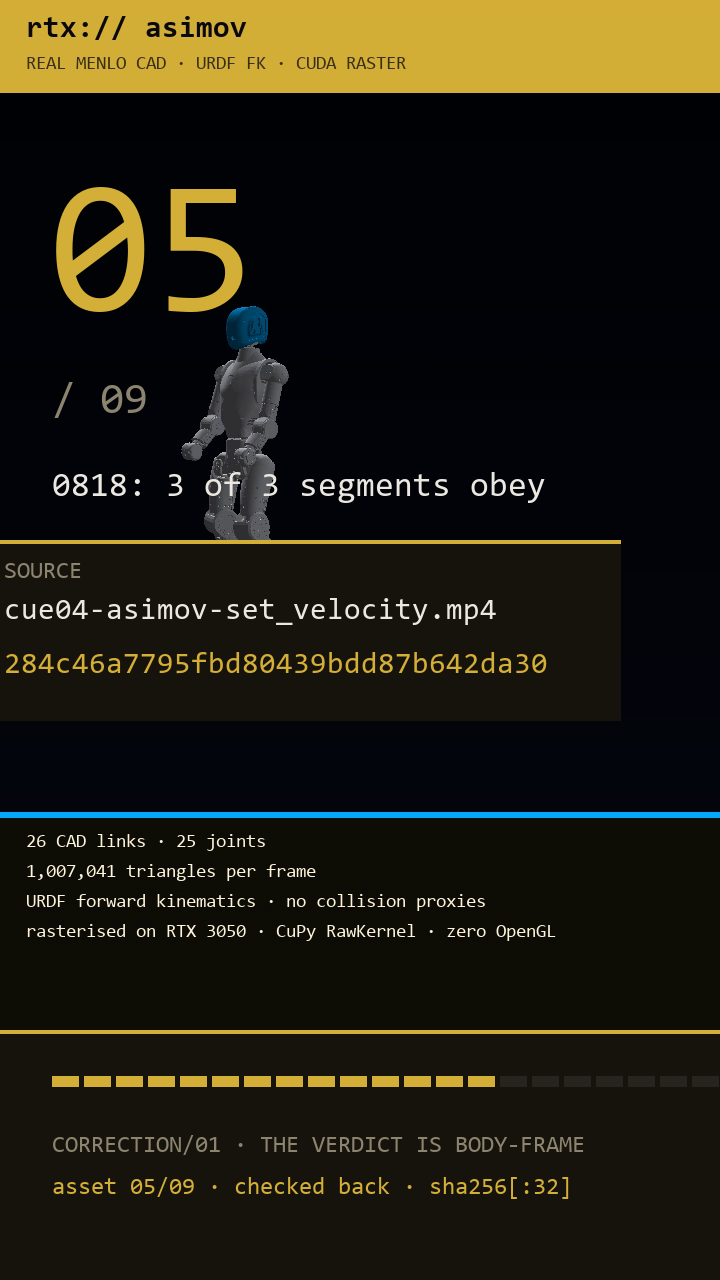 rtx:// asimov
REAL MENLO CAD · URDF FK · CUDA RASTER
05
/ 09
0818: 3 of 3 segments obey
SOURCE
cue04-asimov-set_velocity.mp4
284c46a7795fbd80439bdd87b642da30
26 CAD links · 25 joints
1,007,041 triangles per frame
URDF forward kinematics · no collision proxies
rasterised on RTX 3050 · CuPy RawKernel · zero OpenGL
CORRECTION/01 · THE VERDICT IS BODY-FRAME
asset 05/09 · checked back · sha256[:32]